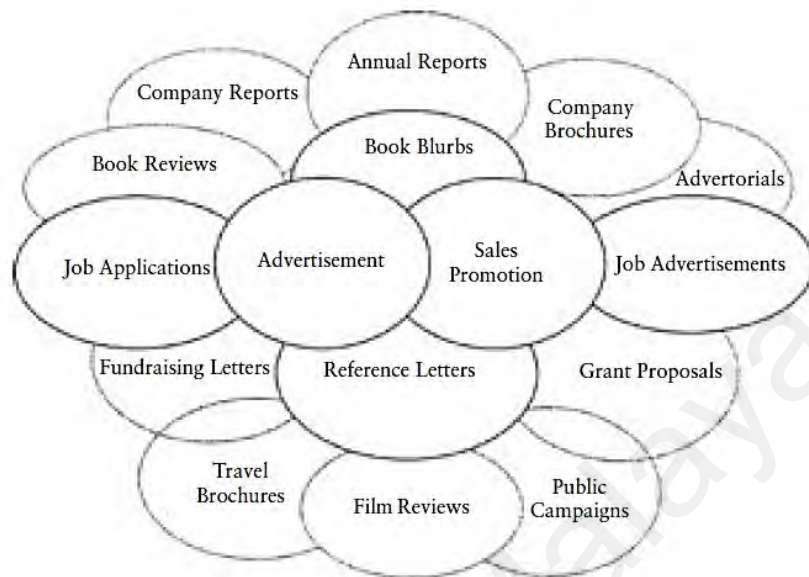 Annual Reports
Company Reports
Company
Brochures
Book Blurbs
Book Reviews
Advertorials
Job Applications
Advertisement
Sales
Promotion
Job Advertisements
Fundraising Letters
Reference Letters
Grant Proposals
Travel
Brochures
Film Reviews
Public
Campaigns